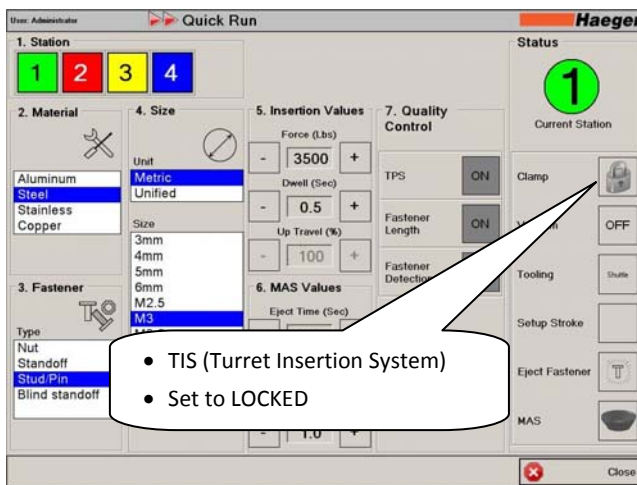 User: Administrator
Quick Run
Haeger
1. Station
1 2 3 4
Status
1
Current Station
2. Material
Aluminum
Steel
Stainless
Copper
3. Fastener
Type
Nut
Standoff
Stud/Pin
Blind standoff
4. Size
Unit
Metric
Unified
Size
3mm
4mm
5mm
6mm
M2.5
M3
5. Insertion Values
Force (Lbs)
- 3500 +
Dwell (Sec)
- 0.5 +
Up Travel (%)
- 100 +
6. MAS Values
Eject Time (Sec)
- 1.0 +
7. Quality
Control
TPS ON
Fastener
Length ON
Fastener
Detection
Clamp
OFF
Tooling Shuttle
Setup Stroke
Eject Fastener
MAS
Close
• TIS (Turret Insertion System)
• Set to LOCKED